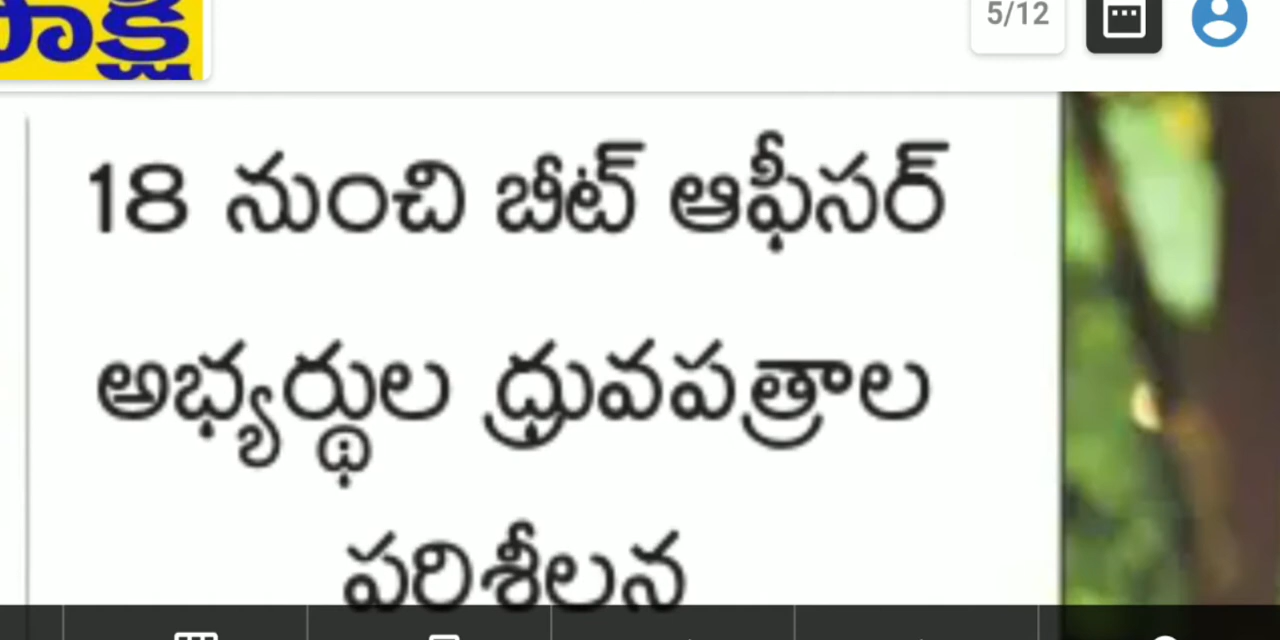 సాక్షి
5/12
18 నుంచి బీట్ ఆఫీసర్
అభ్యర్థుల ధ్రువపత్రాల
పరిశీలన